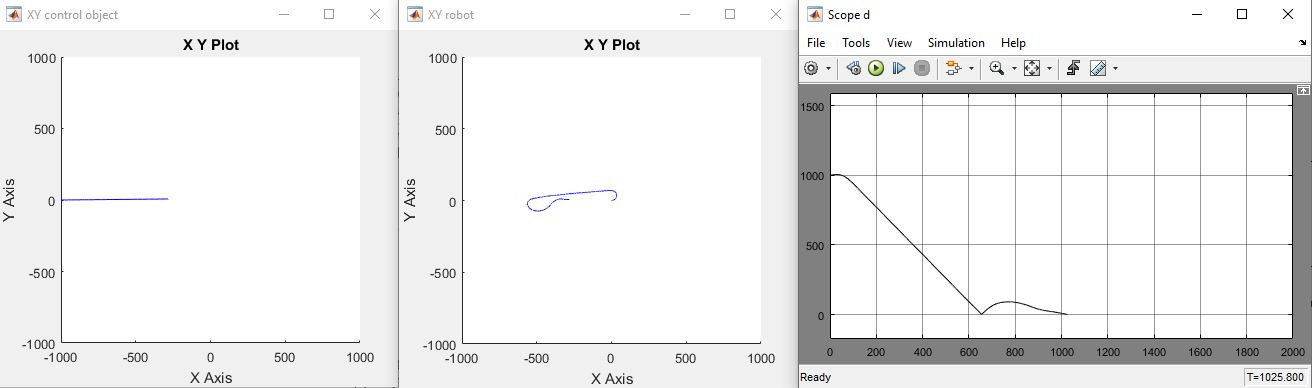 XY control object
X Y Plot
1000
500
0
-500
-1000
-1000
-500
0
500
1000
X Axis
Y Axis
XY robot
X Y Plot
1000
500
0
-500
-1000
-1000
-500
0
500
1000
X Axis
Y Axis
Scope d
File Tools View Simulation Help
1500
1000
500
0
0 200 400 600 800 1000 1200 1400 1600 1800 2000
Ready T=1025.800